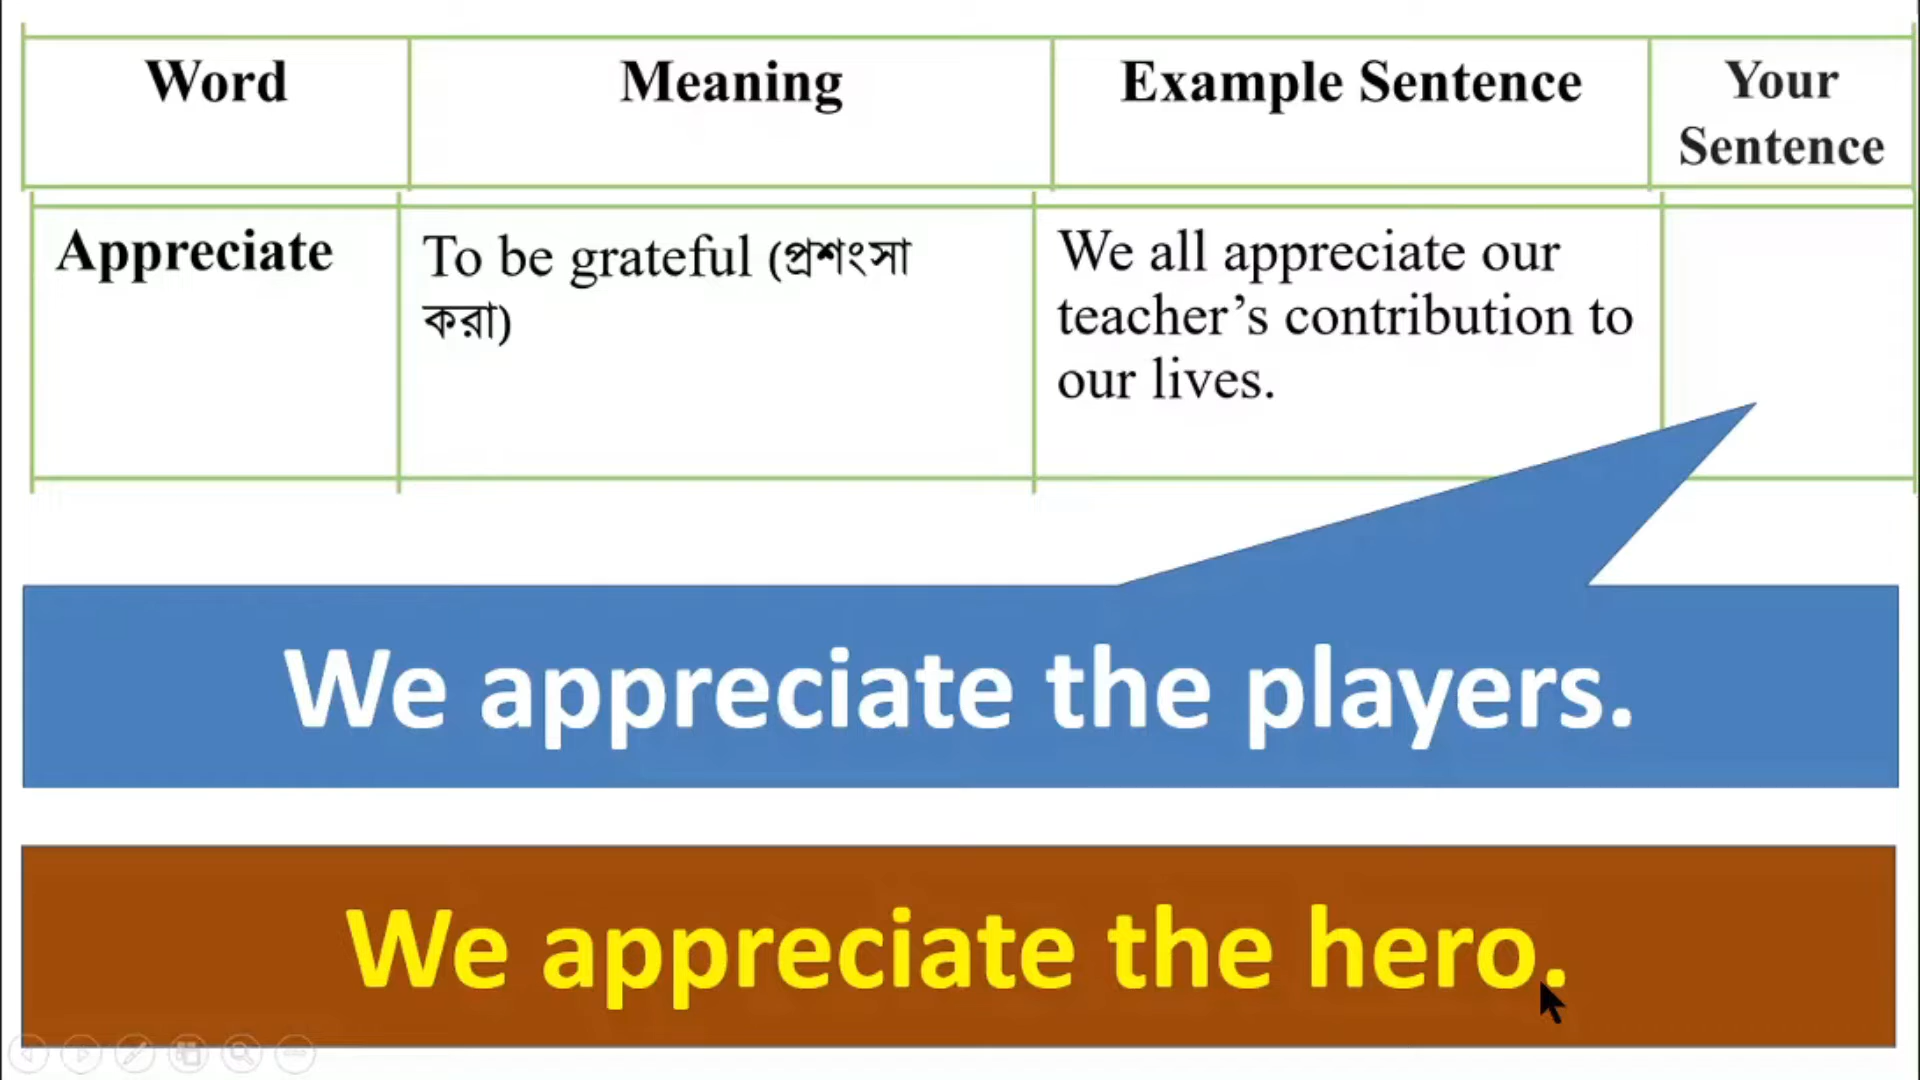 Word
Meaning
Example Sentence
Your
Sentence
Appreciate
To be grateful (প্রশংসা
করা)
We all appreciate our
teacher’s contribution to
our lives.
We appreciate the players.
We appreciate the hero.